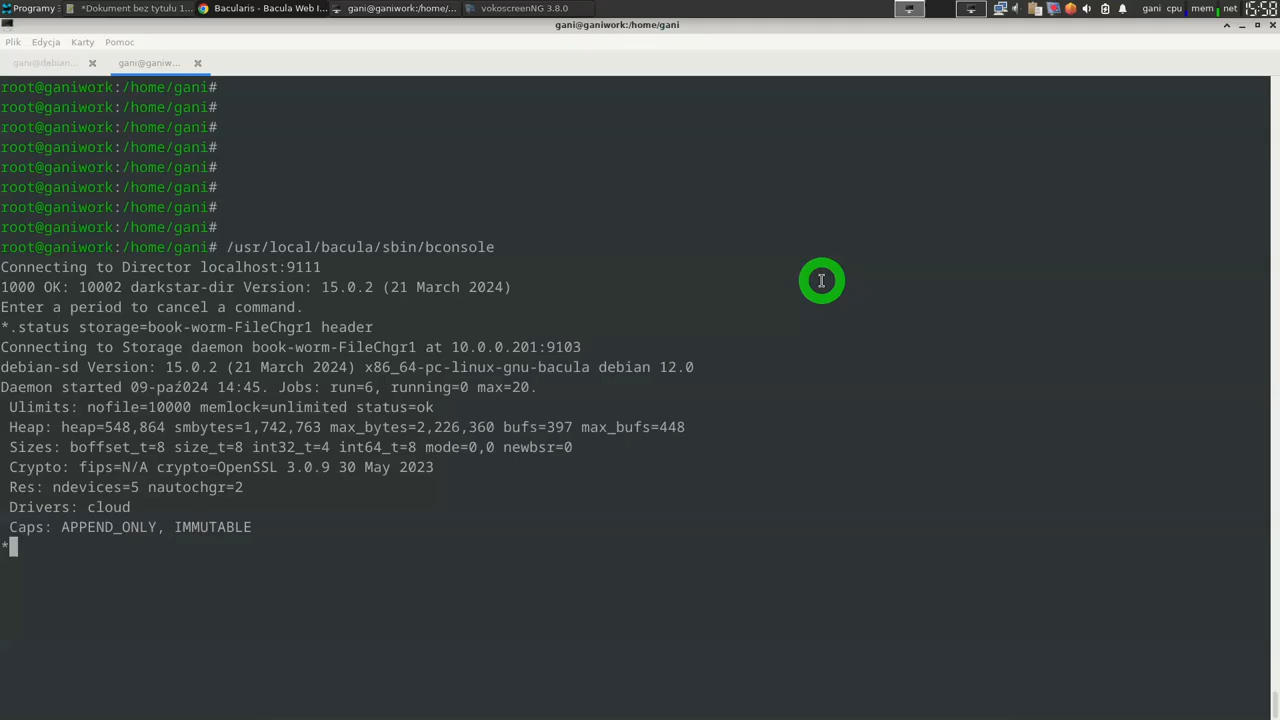 Programy
*Dokument bez tytułu 1...
Bacularis - Bacula Web I...
gani@ganiwork:/home/...
vokoscreenNG 3.8.0
gani cpu mem net 15:58
gani@ganiwork:/home/gani
Plik Edycja Karty Pomoc
gani@debian... gani@ganiw...
root@ganiwork:/home/gani#
root@ganiwork:/home/gani#
root@ganiwork:/home/gani#
root@ganiwork:/home/gani#
root@ganiwork:/home/gani#
root@ganiwork:/home/gani#
root@ganiwork:/home/gani#
root@ganiwork:/home/gani#
root@ganiwork:/home/gani# /usr/local/bacula/sbin/bconsole
Connecting to Director localhost:9111
1000 OK: 10002 darkstar-dir Version: 15.0.2 (21 March 2024)
Enter a period to cancel a command.
*.status storage=book-worm-FileChgr1 header
Connecting to Storage daemon book-worm-FileChgr1 at 10.0.0.201:9103
debian-sd Version: 15.0.2 (21 March 2024) x86_64-pc-linux-gnu-bacula debian 12.0
Daemon started 09-paź024 14:45. Jobs: run=6, running=0 max=20.
Ulimits: nofile=10000 memlock=unlimited status=ok
Heap: heap=548,864 smbytes=1,742,763 max_bytes=2,226,360 bufs=397 max_bufs=448
Sizes: boffset_t=8 size_t=8 int32_t=4 int64_t=8 mode=0,0 newbsr=0
Crypto: fips=N/A crypto=OpenSSL 3.0.9 30 May 2023
Res: ndevices=5 nautochgr=2
Drivers: cloud
Caps: APPEND_ONLY, IMMUTABLE
*